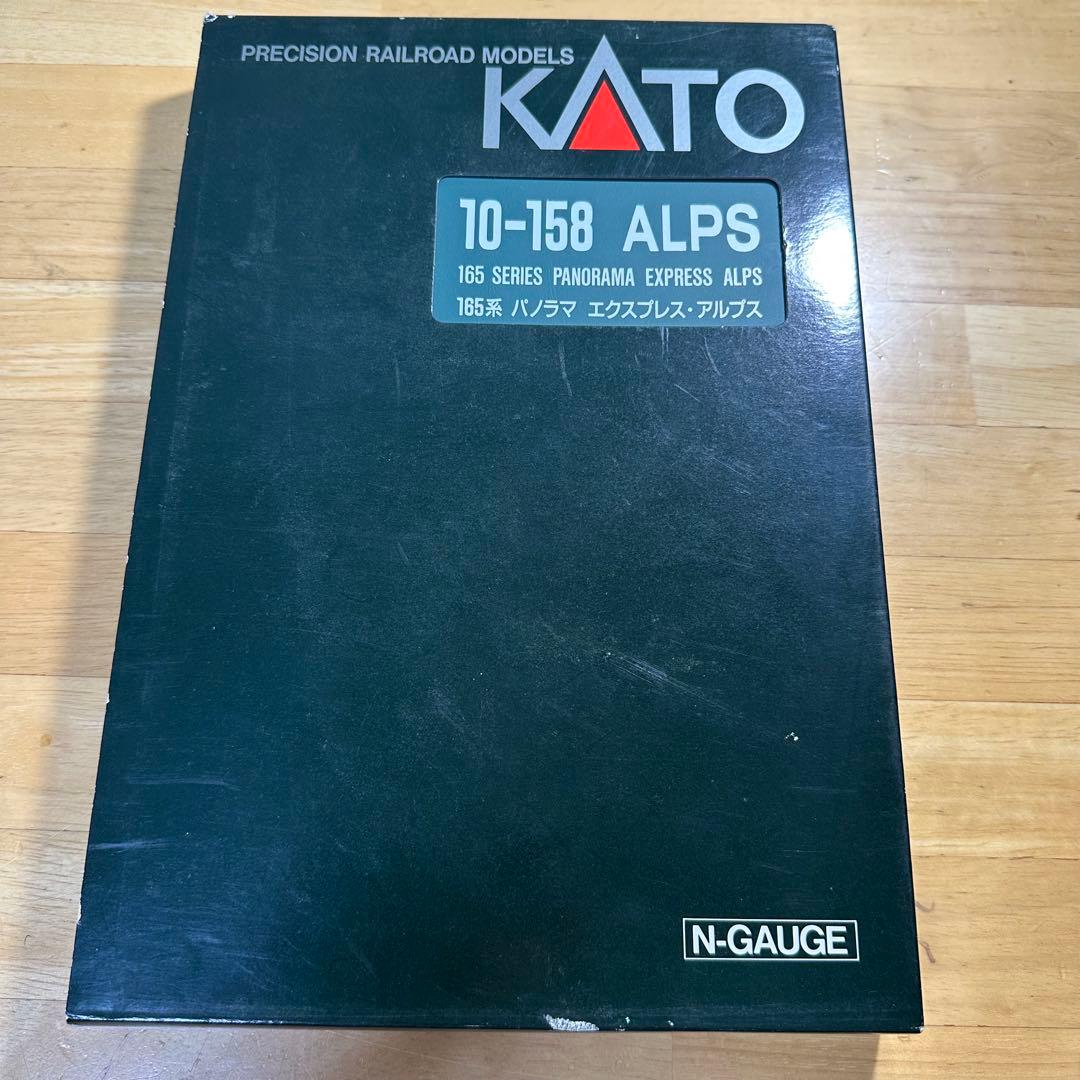 PRECISION RAILROAD MODELS
KATO
10-158 ALPS
165 SERIES PANORAMA EXPRESS ALPS
165系 パノラマ エクスプレス・アルプス
N-GAUGE